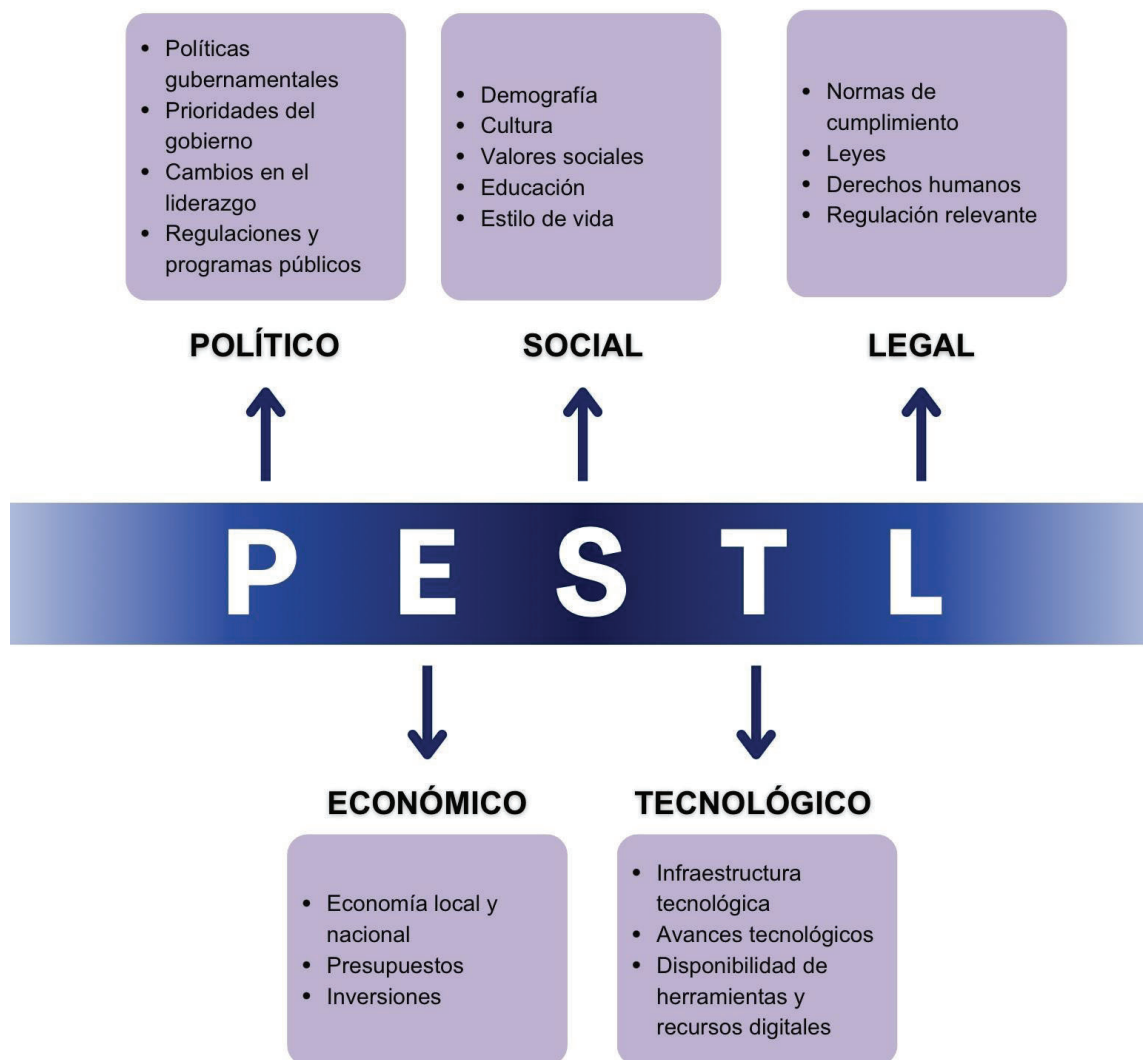 • Políticas
gubernamentales
• Prioridades del
gobierno
• Cambios en el
liderazgo
• Regulaciones y
programas públicos
• Demografía
• Cultura
• Valores sociales
• Educación
• Estilo de vida
• Normas de
cumplimiento
• Leyes
• Derechos humanos
• Regulación relevante
POLÍTICO
SOCIAL
LEGAL
P E S T L
ECONÓMICO
TECNOLÓGICO
• Economía local y
nacional
• Presupuestos
• Inversiones
• Infraestructura
tecnológica
• Avances tecnológicos
• Disponibilidad de
herramientas y
recursos digitales